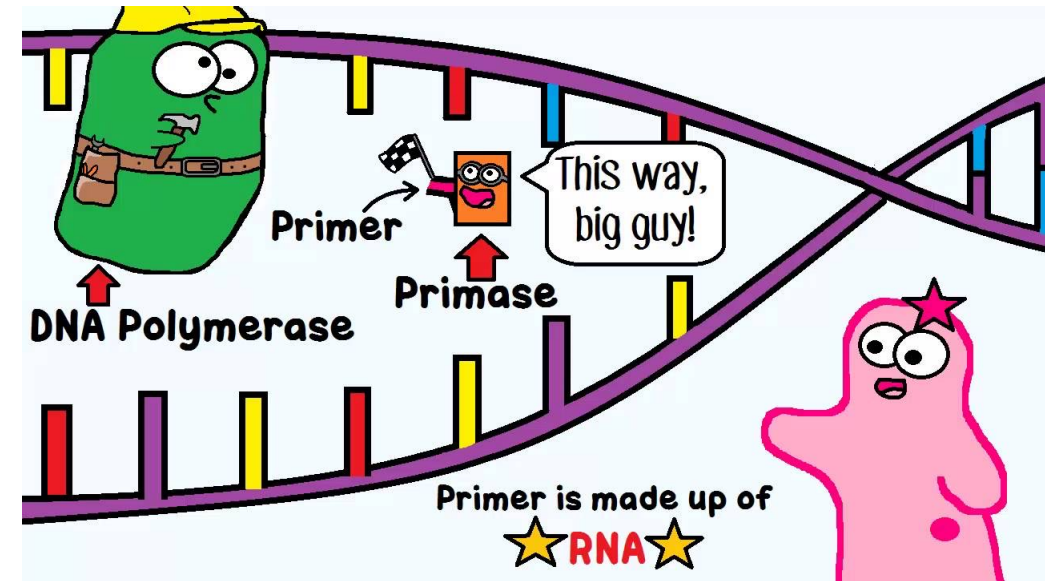 This way,
big guy!
Primer
Primase
DNA Polymerase
Primer is made up of
RNA